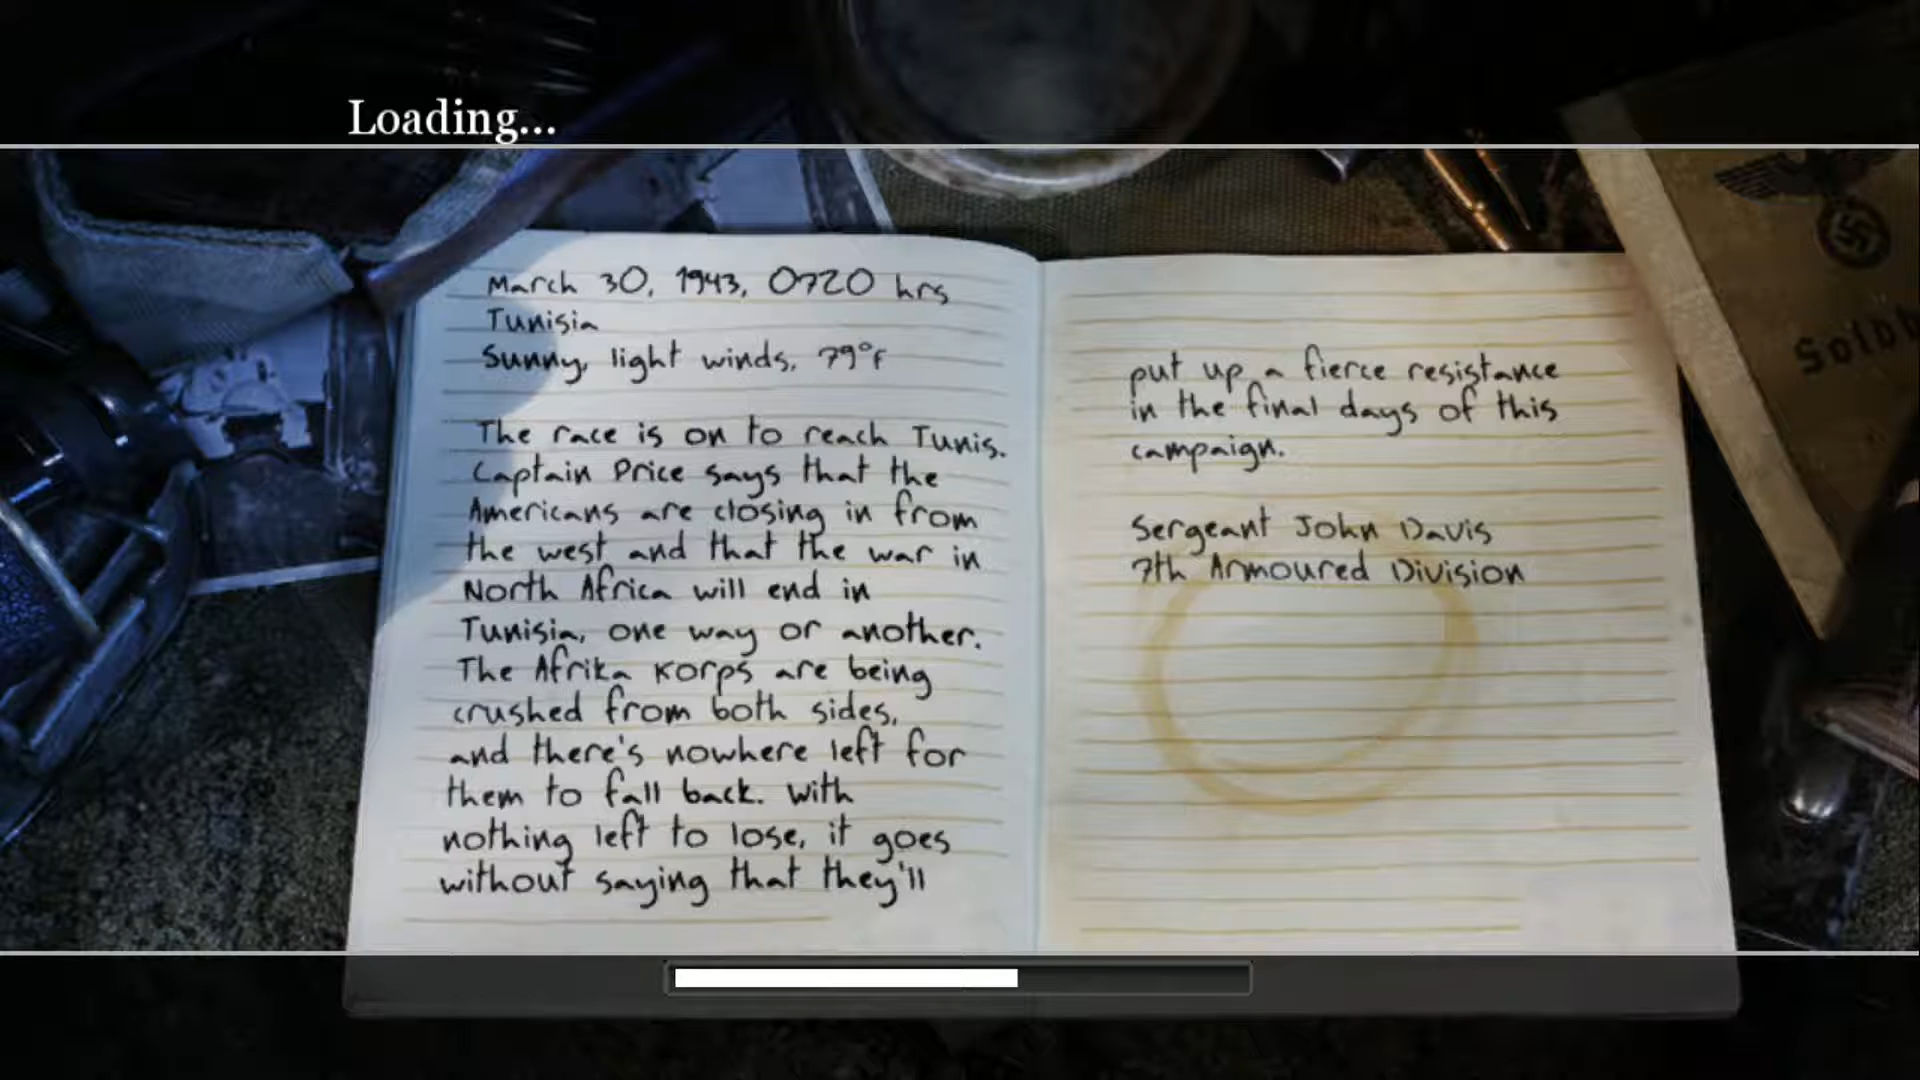 Loading...
March 30, 1943, 0720 hrs
Tunisia
Sunny, light winds, 79°F
The race is on to reach Tunis.
Captain Price says that the
Americans are closing in from
the west and that the war in
North Africa will end in
Tunisia, one way or another.
The Afrika Korps are being
crushed from both sides,
and there's nowhere left for
them to fall back. With
nothing left to lose, it goes
without saying that they'll
put up a fierce resistance
in the final days of this
campaign.
Sergeant John Davis
7th Armoured Division